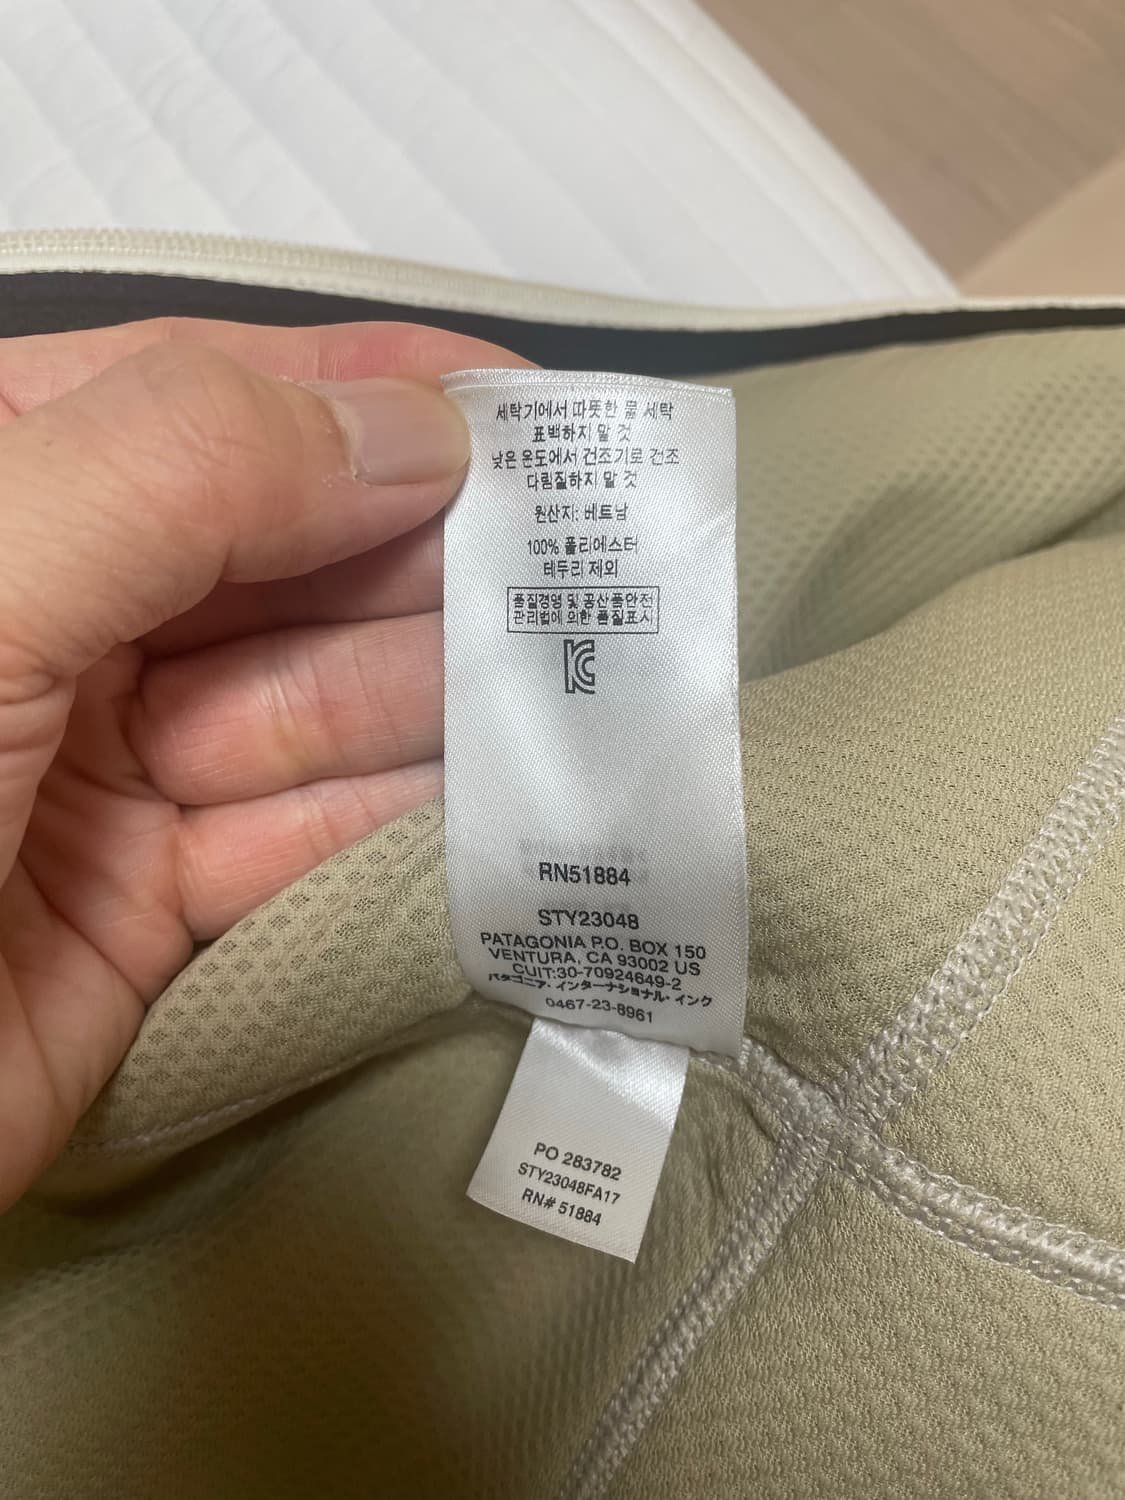 세탁기에서 따뜻한 물 세탁
표백하지 말 것
낮은 온도에서 건조기로 건조
다림질하지 말 것
원산지: 베트남
100% 폴리에스터
테두리 제외
품질경영 및 공산품안전
관리법에 의한 품질표시
KC
RN51884
STY23048
PATAGONIA P.O. BOX 150
VENTURA, CA 93002 US
CUIT:30-70924649-2
パタゴニア・インターナショナル・インク
0467-23-8961
PO 283782
STY23048FA17
RN# 51884